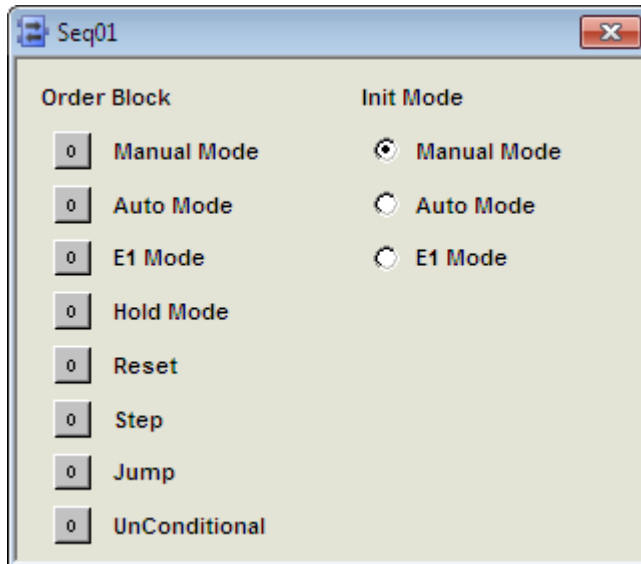 Seq01
Order Block Init Mode
0 Manual Mode Manual Mode
0 Auto Mode Auto Mode
0 E1 Mode E1 Mode
0 Hold Mode
0 Reset
0 Step
0 Jump
0 UnConditional